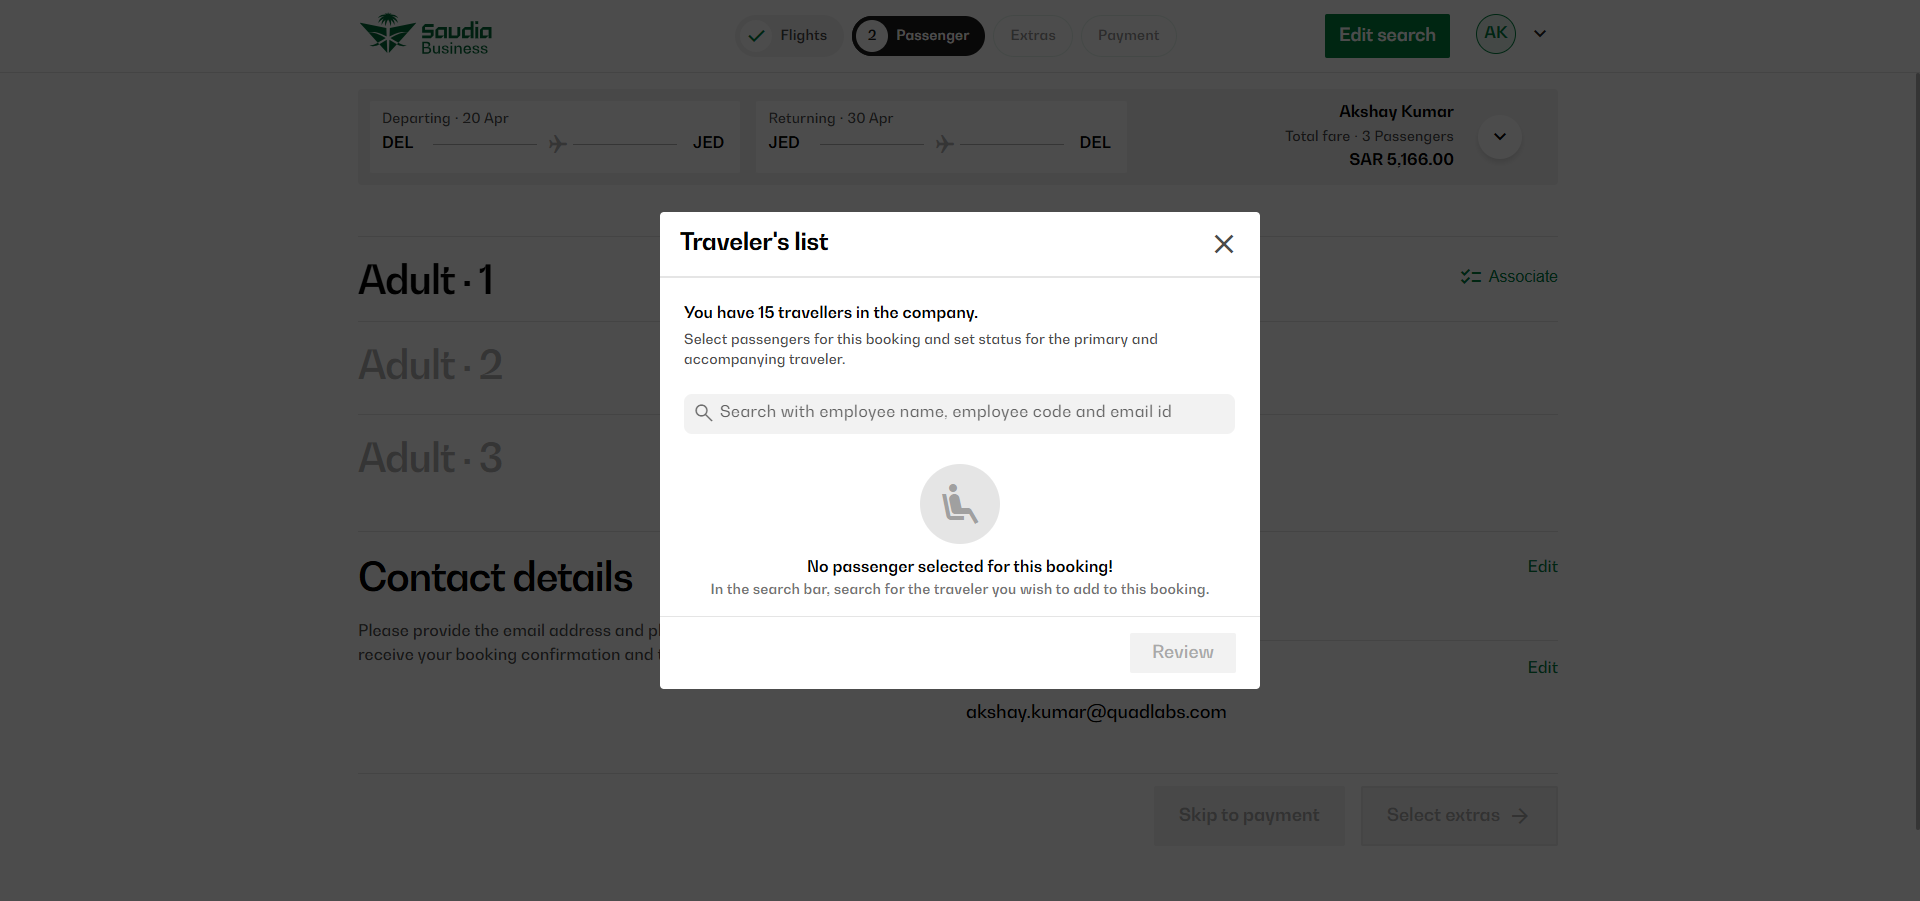 Saudia
Business
Flights
2 Passenger
Extras
Payment
Edit search
AK
Departing · 20 Apr
DEL
JED
Returning · 30 Apr
JED
DEL
Akshay Kumar
Total fare · 3 Passengers
SAR 5,166.00
Traveler's list
Adult · 1
Associate
You have 15 travellers in the company.
Select passengers for this booking and set status for the primary and
accompanying traveler.
Adult · 2
Search with employee name, employee code and email id
Adult · 3
No passenger selected for this booking!
In the search bar, search for the traveler you wish to add to this booking.
Contact details
Edit
Please provide the email address and
receive your booking confirmation and
Review
Edit
akshay.kumar@quadlabs.com
Skip to payment
Select extras